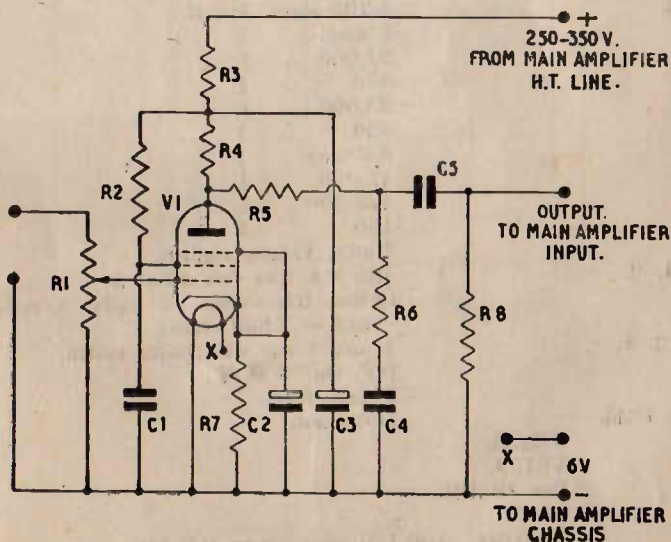 +
250-350 V.
FROM MAIN AMPLIFIER
H.T. LINE.
R3
R4
R2
V1
R5
C5
OUTPUT.
TO MAIN AMPLIFIER
INPUT.
R1
R6
R8
X
C1
R7
C2
C3
C4
X
6V
-
TO MAIN AMPLIFIER
CHASSIS